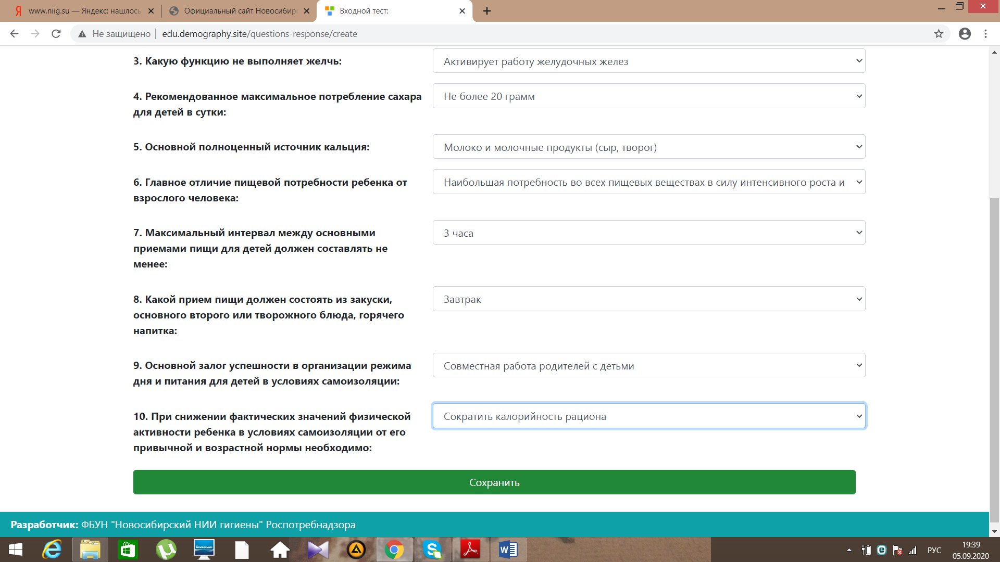 www.niig.su — Яндекс: нашлось
Официальный сайт Новосибирс
Входной тест:
Не защищено
edu.demography.site/questions-response/create
3. Какую функцию не выполняет желчь:
Активирует работу желудочных желез
4. Рекомендованное максимальное потребление сахара
для детей в сутки:
Не более 20 грамм
5. Основной полноценный источник кальция:
Молоко и молочные продукты (сыр, творог)
6. Главное отличие пищевой потребности ребенка от
взрослого человека:
Наибольшая потребность во всех пищевых веществах в силу интенсивного роста и
7. Максимальный интервал между основными
приемами пищи для детей должен составлять не
менее:
3 часа
8. Какой прием пищи должен состоять из закуски,
основного второго или творожного блюда, горячего
напитка:
Завтрак
9. Основной залог успешности в организации режима
дня и питания для детей в условиях самоизоляции:
Совместная работа родителей с детьми
10. При снижении фактических значений физической
активности ребенка в условиях самоизоляции от его
привычной и возрастной нормы необходимо:
Сократить калорийность рациона
Сохранить
Разработчик: ФБУН "Новосибирский НИИ гигиены" Роспотребнадзора
РУС
19:39
05.09.2020